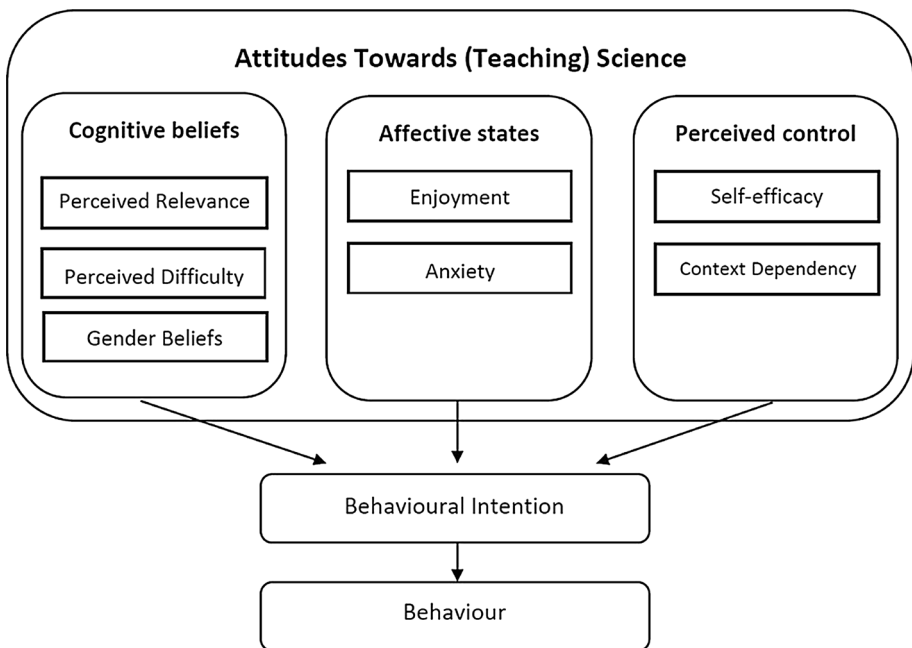 Attitudes Towards (Teaching) Science
Cognitive beliefs
Perceived Relevance
Perceived Difficulty
Gender Beliefs
Affective states
Enjoyment
Anxiety
Perceived control
Self-efficacy
Context Dependency
Behavioural Intention
Behaviour